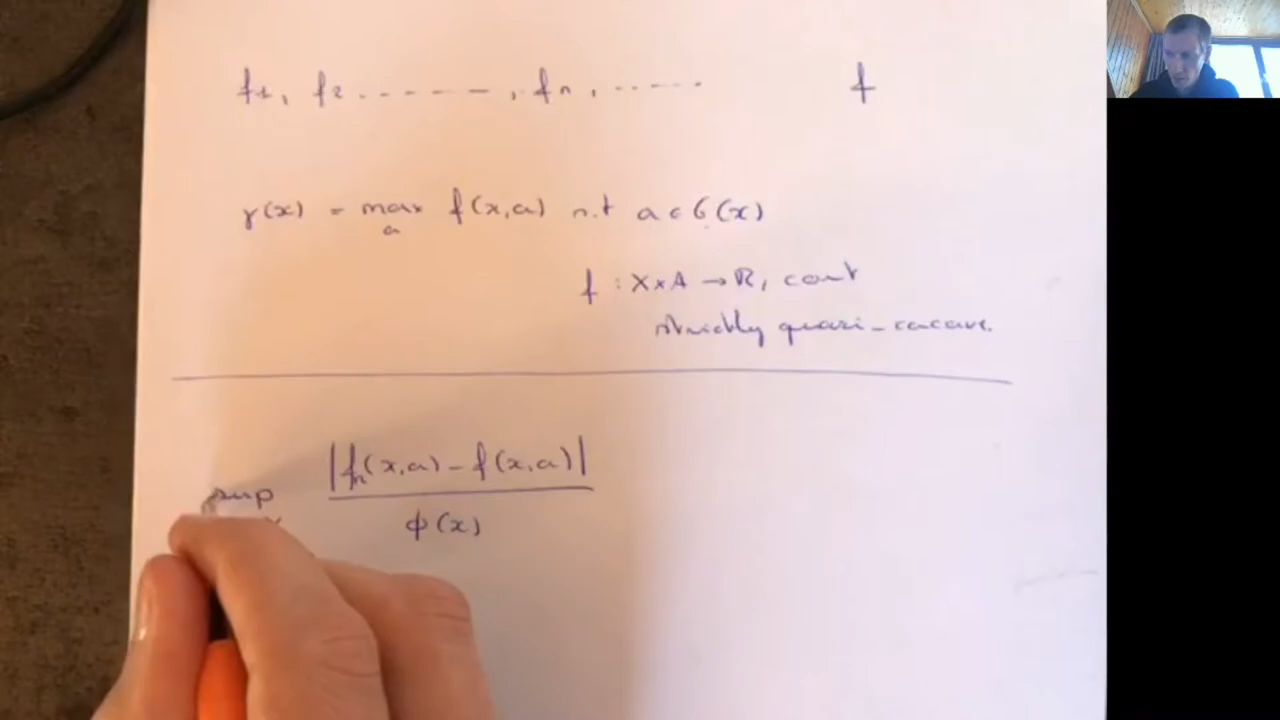 f₁, f₂ - - - - - - , fₙ, ...... f
γ(x) = max f(x,a) s.t a ∈ G(x)
a
f : X×A → ℝ, cont
strictly quasi-concave.
|fₙ(x,a) - f(x,a)|
sup
φ(x)